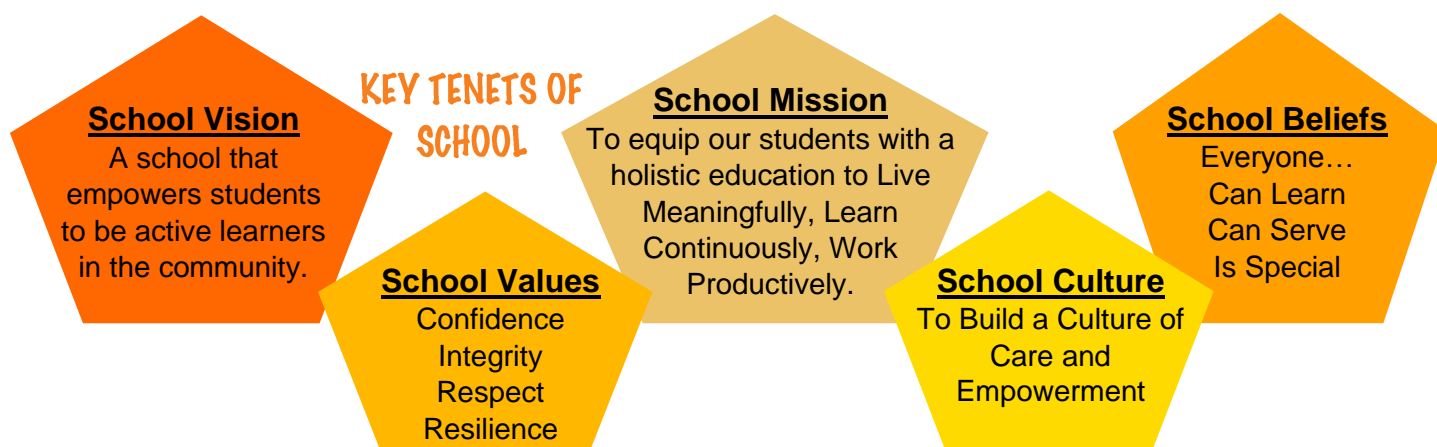 School Vision
A school that
empowers students
to be active learners
in the community.
KEY TENETS OF
SCHOOL
School Values
Confidence
Integrity
Respect
Resilience
School Mission
To equip our students with a
holistic education to Live
Meaningfully, Learn
Continuously, Work
Productively.
School Culture
To Build a Culture of
Care and
Empowerment
School Beliefs
Everyone…
Can Learn
Can Serve
Is Special